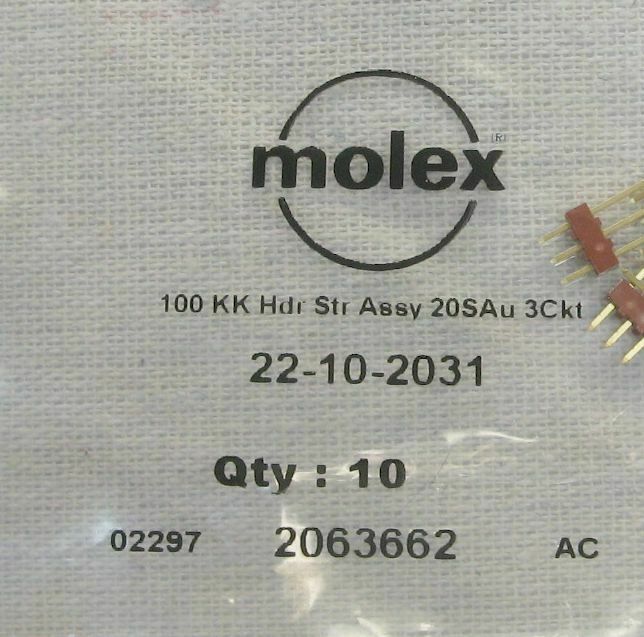 molex
100 KK Hdr Str Assy 20SAu 3Ckt
22-10-2031
Qty : 10
02297 2063662 AC